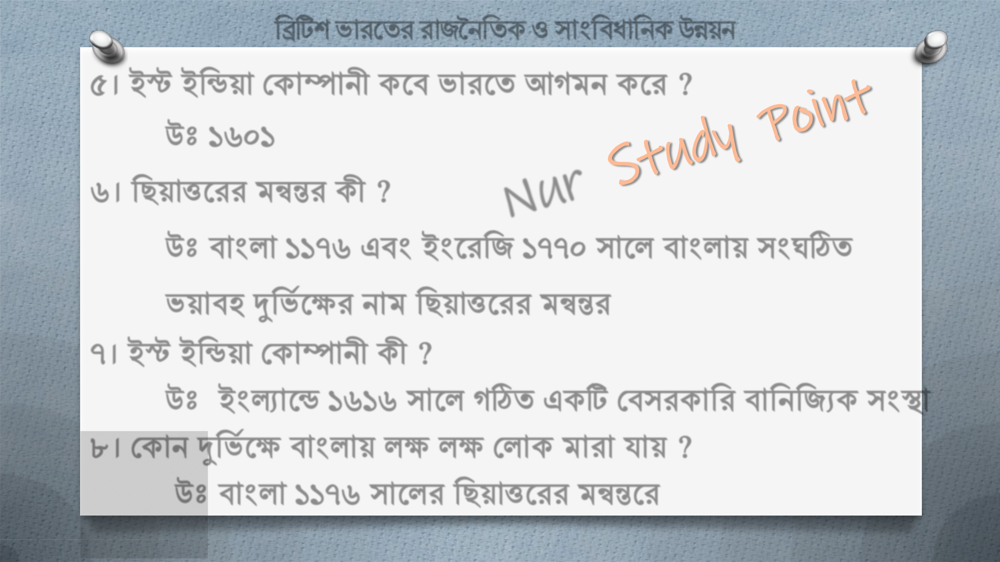 ব্রিটিশ ভারতের রাজনৈতিক ও সাংবিধানিক উন্নয়ন
৫। ইস্ট ইন্ডিয়া কোম্পানী কবে ভারতে আগমন করে ?
উঃ ১৬০১
Nur Study Point
৬। ছিয়াত্তরের মন্বন্তর কী ?
উঃ বাংলা ১১৭৬ এবং ইংরেজি ১৭৭০ সালে বাংলায় সংঘঠিত
ভয়াবহ দুর্ভিক্ষের নাম ছিয়াত্তরের মন্বন্তর
৭। ইস্ট ইন্ডিয়া কোম্পানী কী ?
উঃ ইংল্যান্ডে ১৬১৬ সালে গঠিত একটি বেসরকারি বানিজ্যিক সংস্থা
৮। কোন দুর্ভিক্ষে বাংলায় লক্ষ লক্ষ লোক মারা যায় ?
উঃ বাংলা ১১৭৬ সালের ছিয়াত্তরের মন্বন্তরে